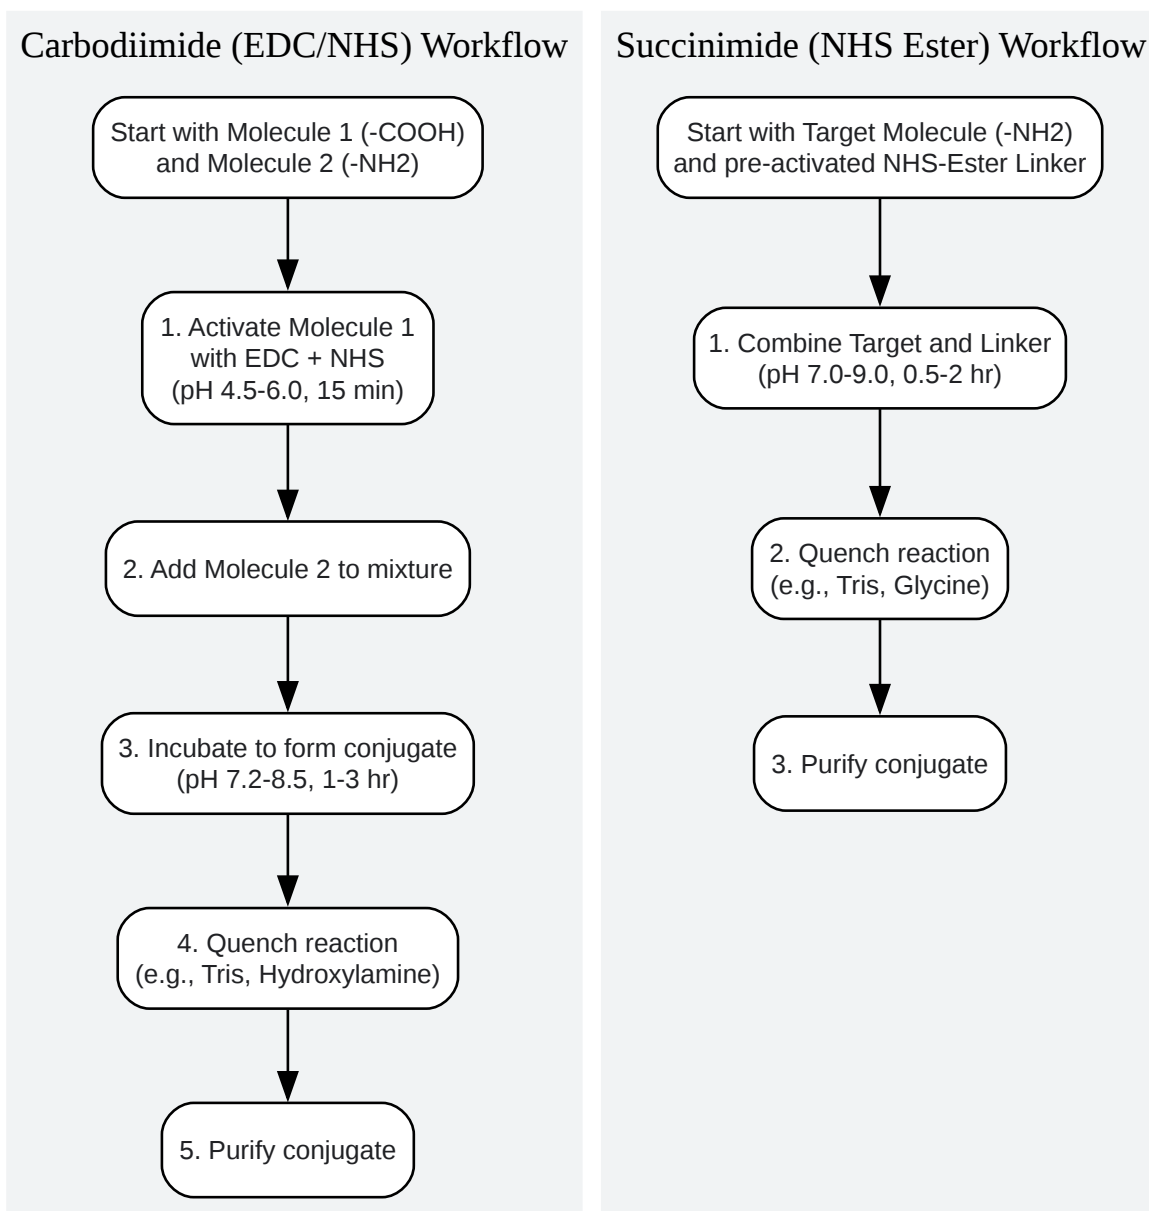 Carbodiimide (EDC/NHS) Workflow
Start with Molecule 1 (-COOH)
and Molecule 2 (-NH2)
1. Activate Molecule 1
with EDC + NHS
(pH 4.5-6.0, 15 min)
2. Add Molecule 2 to mixture
3. Incubate to form conjugate
(pH 7.2-8.5, 1-3 hr)
4. Quench reaction
(e.g., Tris, Hydroxylamine)
5. Purify conjugate
Succinimide (NHS Ester) Workflow
Start with Target Molecule (-NH2)
and pre-activated NHS-Ester Linker
1. Combine Target and Linker
(pH 7.0-9.0, 0.5-2 hr)
2. Quench reaction
(e.g., Tris, Glycine)
3. Purify conjugate